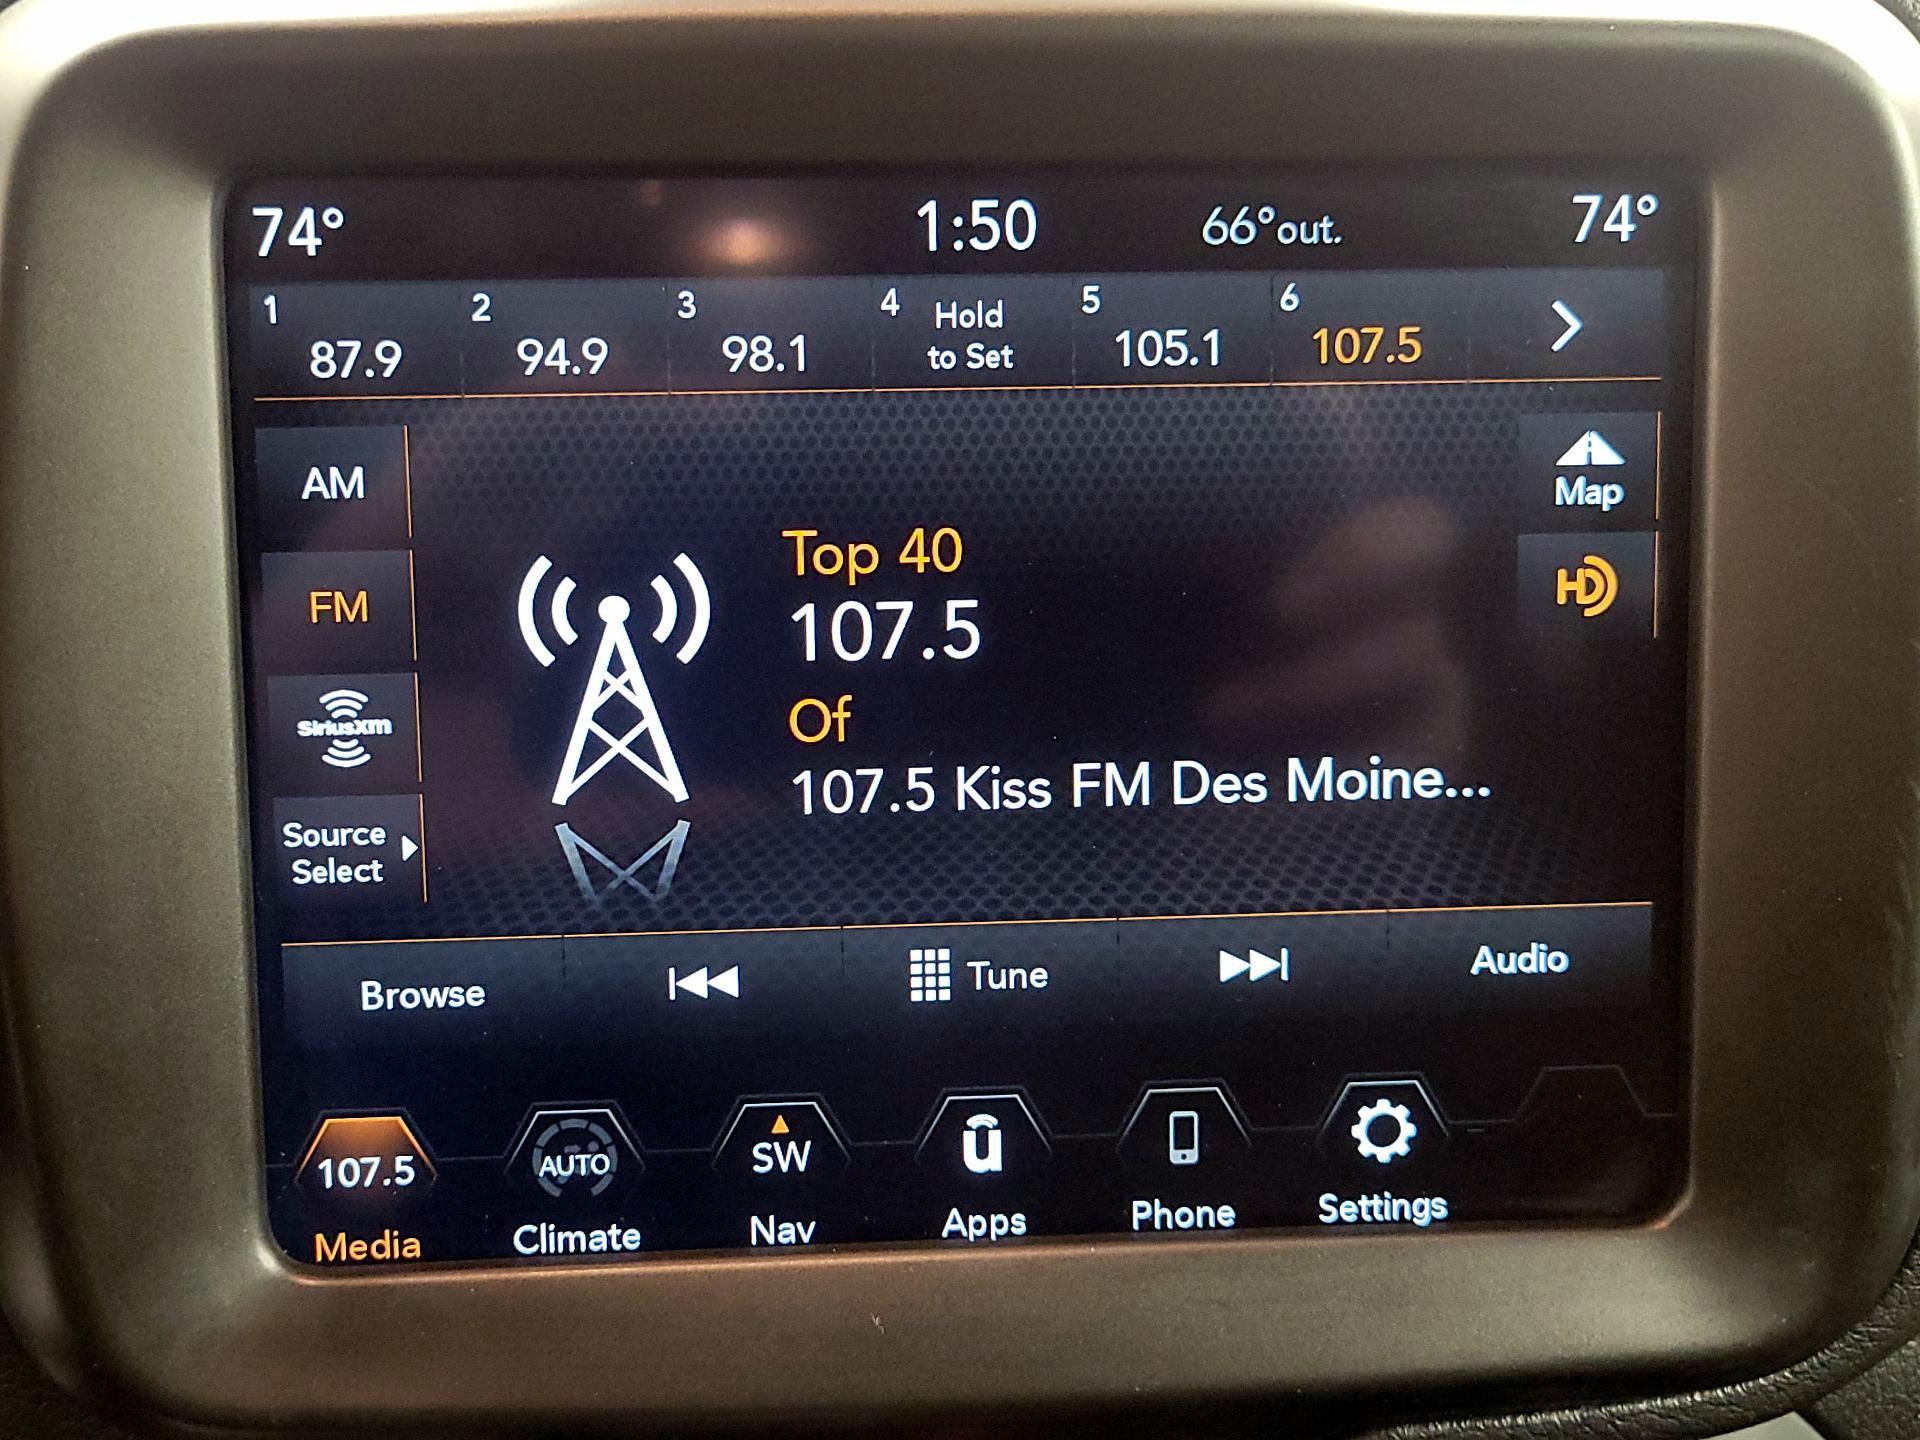 74° 1:50 66°out. 74°
1 2 3 4 5 6
87.9 94.9 98.1 Hold to Set 105.1 107.5
AM
FM
SiriusXM
Source
Select
Map
HD
Top 40
107.5
Of
107.5 Kiss FM Des Moine...
Browse Tune Audio
107.5 AUTO SW u
Media Climate Nav Apps Phone Settings